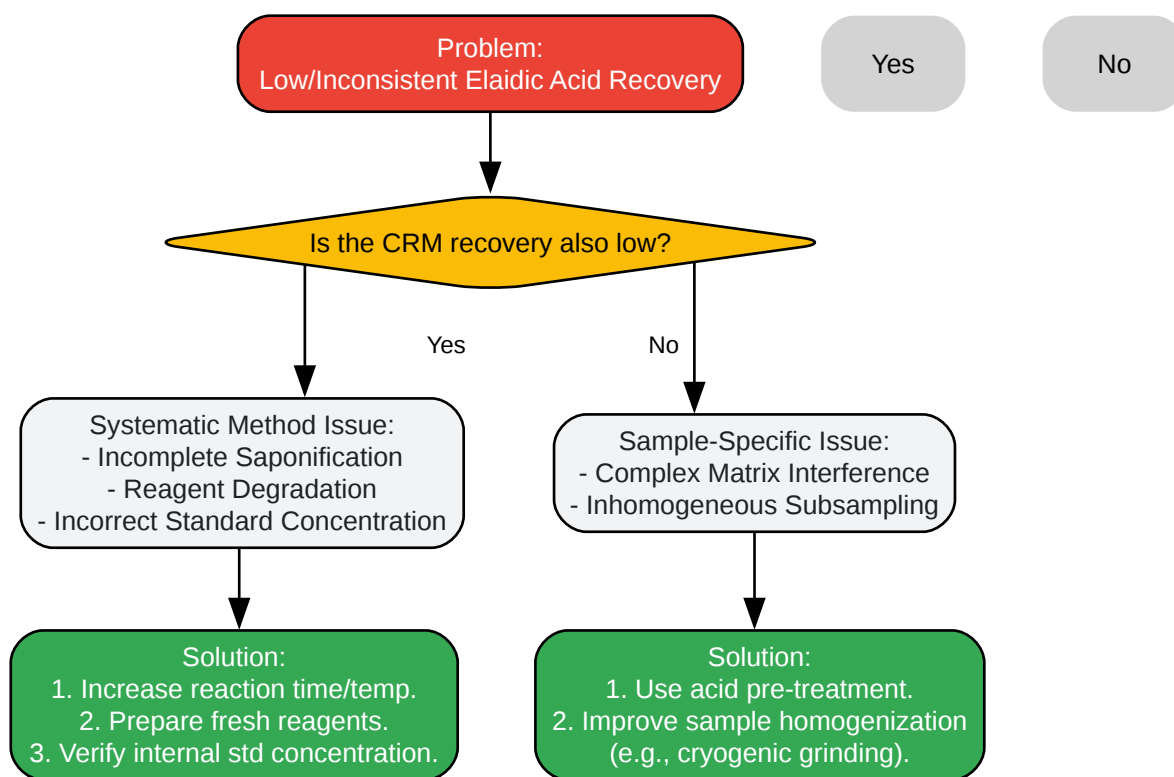 Problem:
Low/Inconsistent Elaidic Acid Recovery
Yes
No
Is the CRM recovery also low?
Yes
No
Systematic Method Issue:
- Incomplete Saponification
- Reagent Degradation
- Incorrect Standard Concentration
Sample-Specific Issue:
- Complex Matrix Interference
- Inhomogeneous Subsampling
Solution:
1. Increase reaction time/temp.
2. Prepare fresh reagents.
3. Verify internal std concentration.
Solution:
1. Use acid pre-treatment.
2. Improve sample homogenization
(e.g., cryogenic grinding).